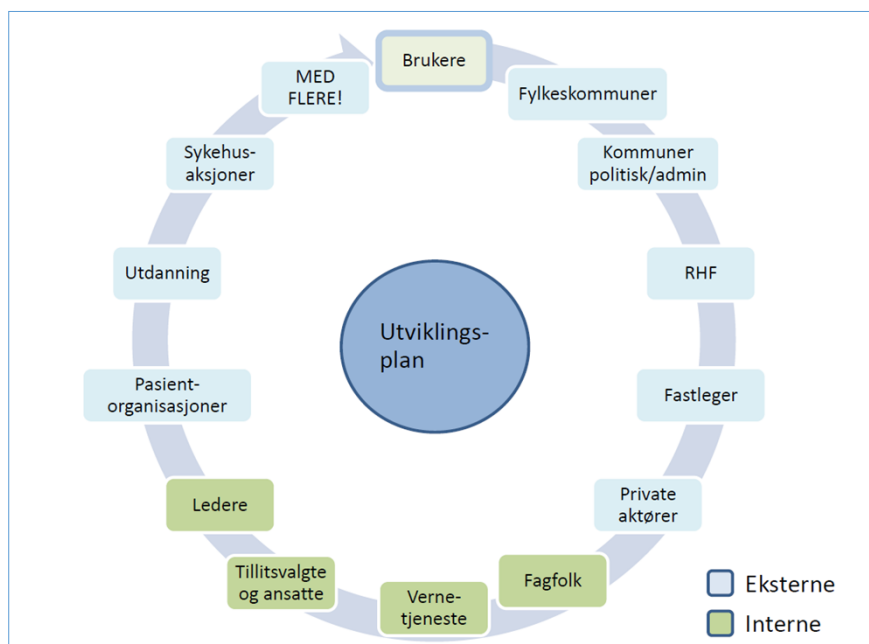 Brukere
Fylkeskommuner
Kommuner
politisk/admin
RHF
Fastleger
Private
aktører
Fagfolk
Verne-
tjeneste
Tillitsvalgte
og ansatte
Ledere
Pasient-
organisasjoner
Utdanning
Sykehus-
aksjoner
MED
FLERE!
Utviklings-
plan
Eksterne
Interne